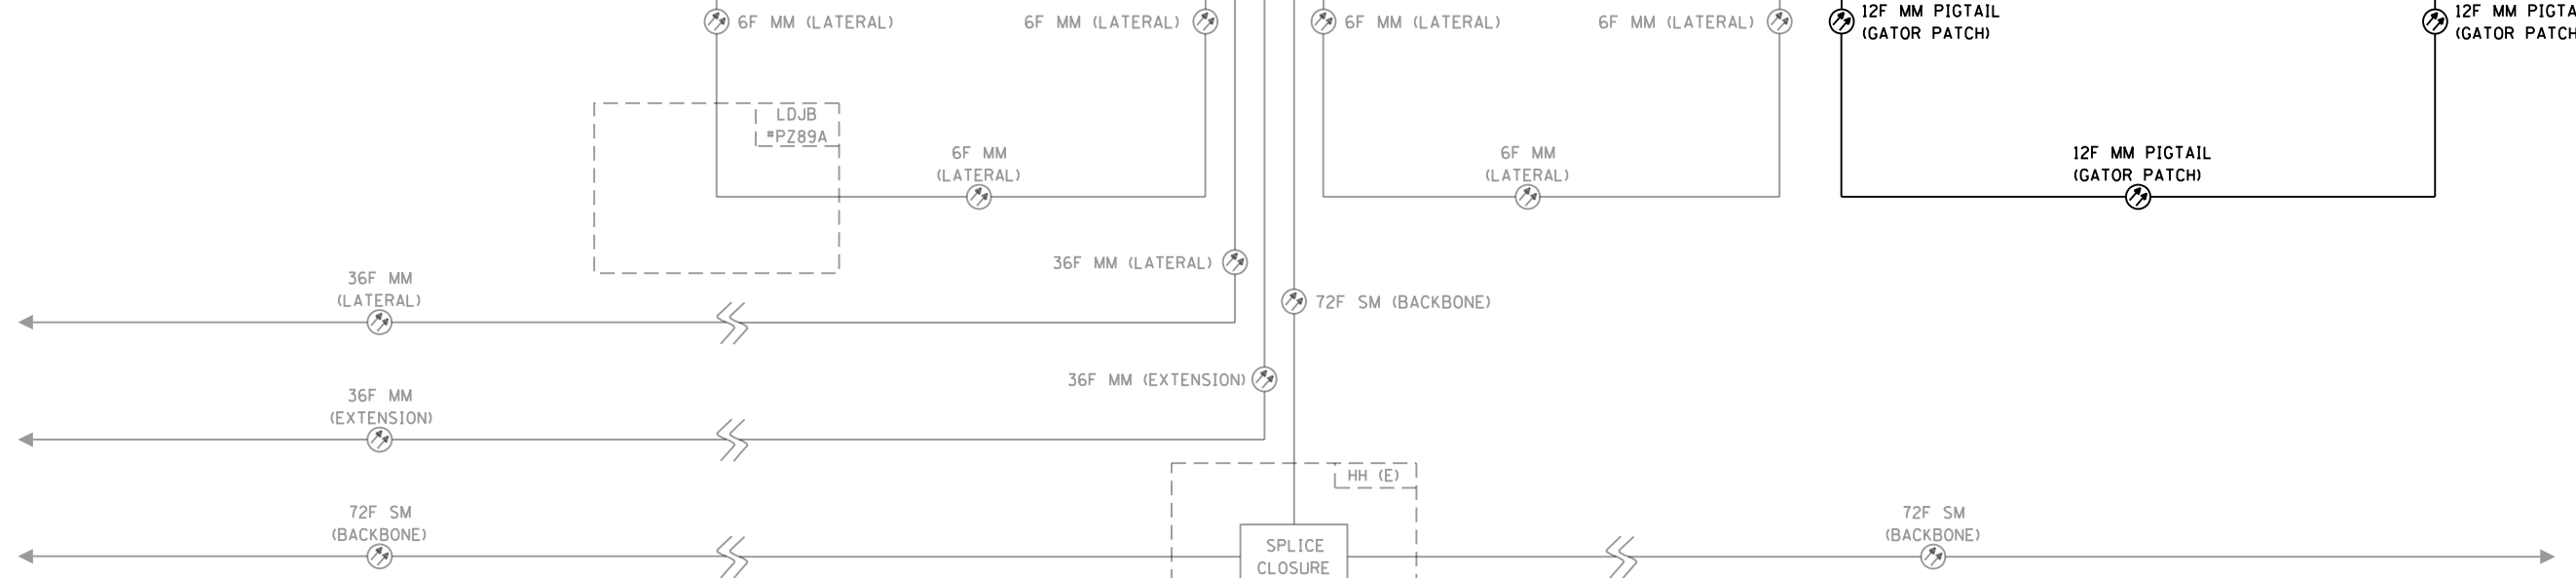 6F MM (LATERAL)
6F MM (LATERAL)
6F MM (LATERAL)
6F MM (LATERAL)
12F MM PIGTAIL
(GATOR PATCH)
12F MM PIGTA
(GATOR PATCH
LDJB
#PZ89A
6F MM
(LATERAL)
6F MM
(LATERAL)
12F MM PIGTAIL
(GATOR PATCH)
36F MM (LATERAL)
36F MM
(LATERAL)
72F SM (BACKBONE)
36F MM (EXTENSION)
36F MM
(EXTENSION)
HH (E)
72F SM
(BACKBONE)
SPLICE
CLOSURE
72F SM
(BACKBONE)